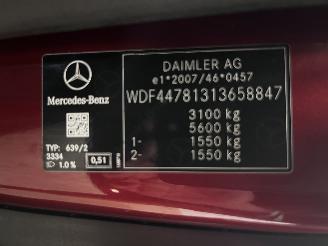 DAIMLER AG
e1*2007/46*0457
WDF44781313658847
3100 kg
5600 kg
1- 1550 kg
2- 1550 kg
Mercedes-Benz
TYP: 639/2
3334
1.0 %
0,51